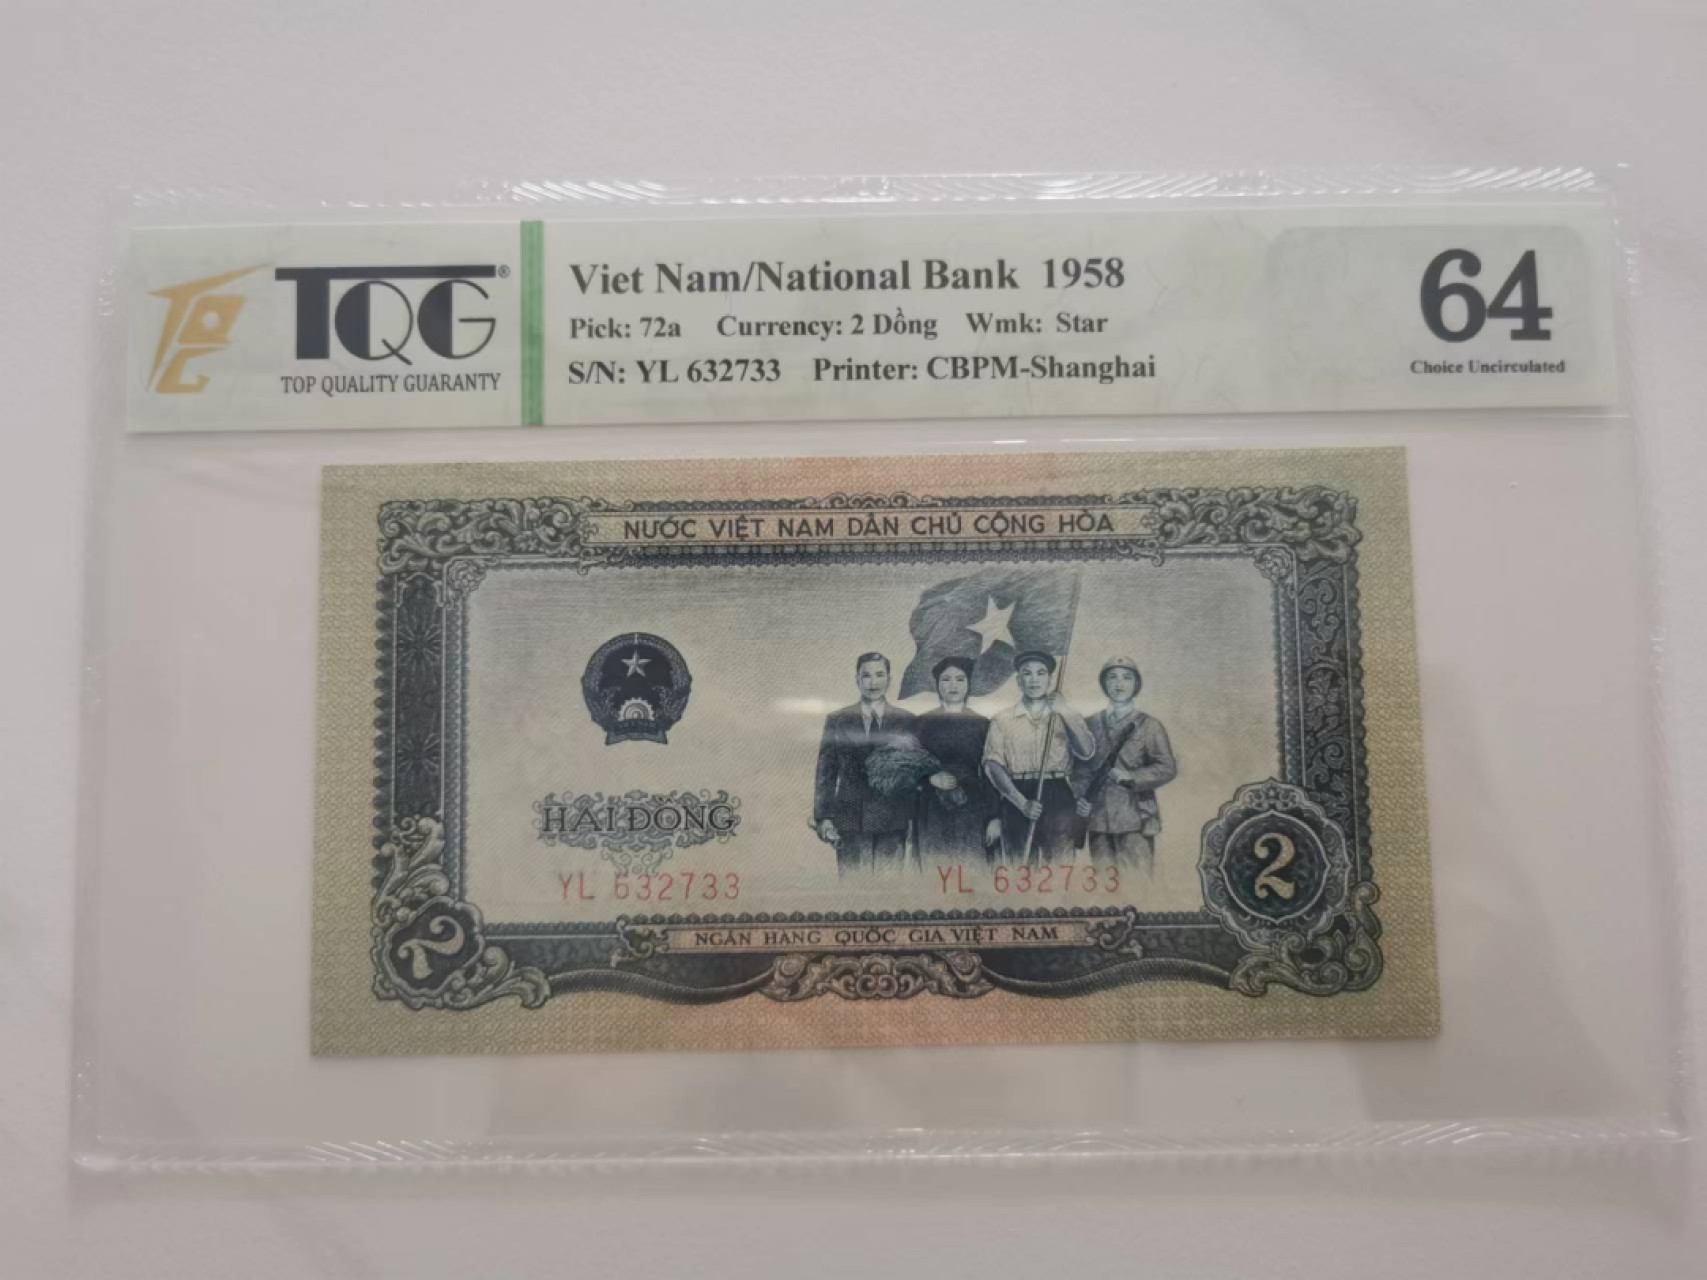 TQG®
TOP QUALITY GUARANTY
Viet Nam/National Bank 1958
Pick: 72a Currency: 2 Dồng Wmk: Star
S/N: YL 632733 Printer: CBPM-Shanghai
64
Choice Uncirculated
NƯỚC VIỆT NAM DÂN CHỦ CỘNG HÒA
HAI ĐỒNG
YL 632733
YL 632733
2
2
NGÂN HÀNG QUỐC GIA VIỆT NAM